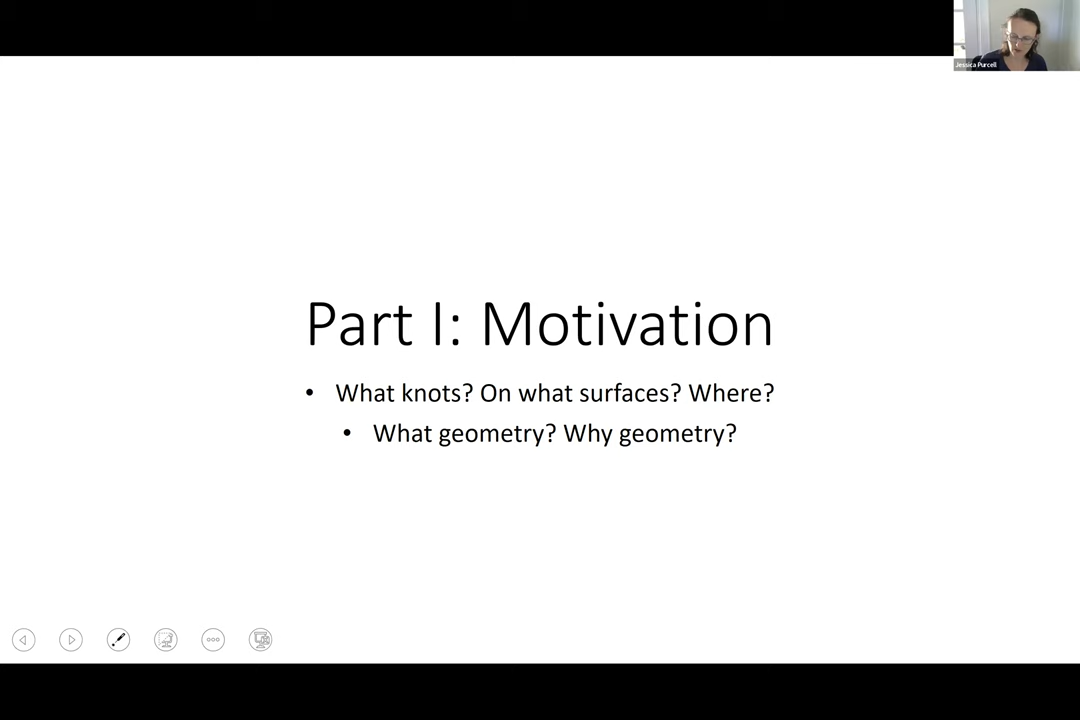 Jessica Purcell
Part I: Motivation
• What knots? On what surfaces? Where?
• What geometry? Why geometry?